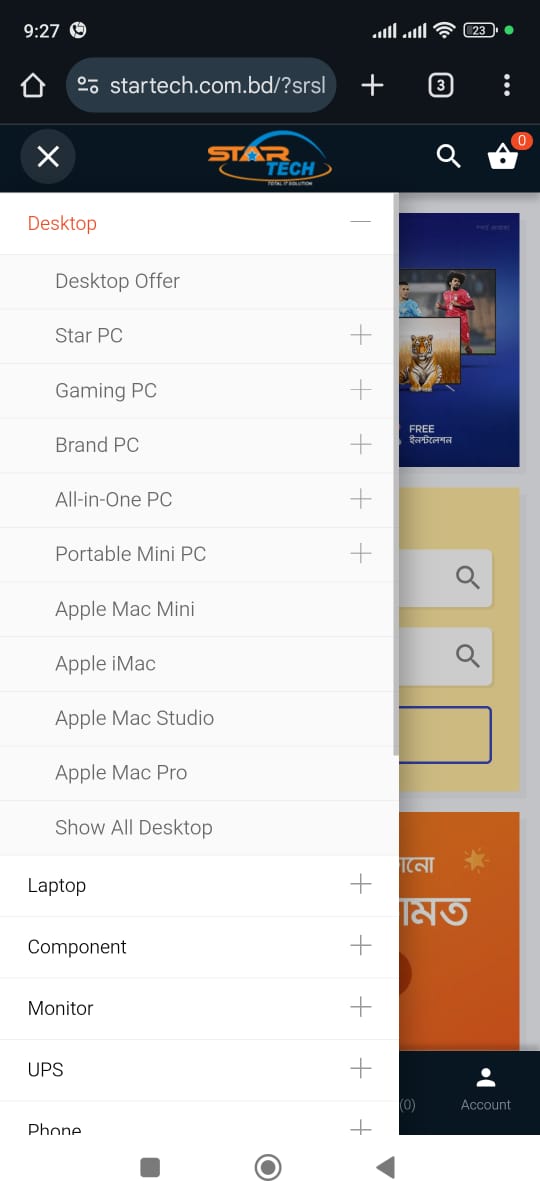 9:27
23
startech.com.bd/?srsl
3
STAR
TECH
TOTAL IT SOLUTION
0
Desktop
Desktop Offer
Star PC
Gaming PC
Brand PC
All-in-One PC
Portable Mini PC
Apple Mac Mini
Apple iMac
Apple Mac Studio
Apple Mac Pro
Show All Desktop
Laptop
Component
Monitor
UPS
Phone
FREE
ইনস্টলেশন
(0)
Account